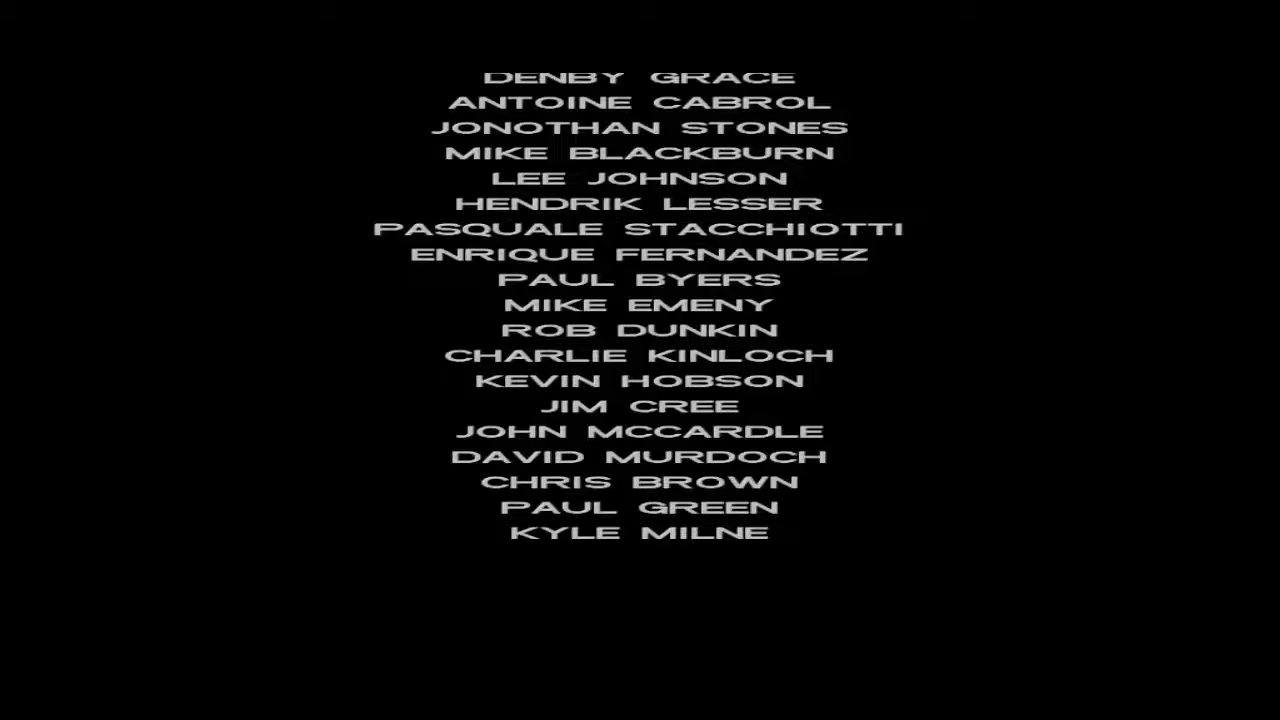 DENBY GRACE
ANTOINE CABROL
JONOTHAN STONES
MIKE BLACKBURN
LEE JOHNSON
HENDRIK LESSER
PASQUALE STACCHIOTTI
ENRIQUE FERNANDEZ
PAUL BYERS
MIKE EMENY
ROB DUNKIN
CHARLIE KINLOCH
KEVIN HOBSON
JIM CREE
JOHN MCCARDLE
DAVID MURDOCH
CHRIS BROWN
PAUL GREEN
KYLE MILNE